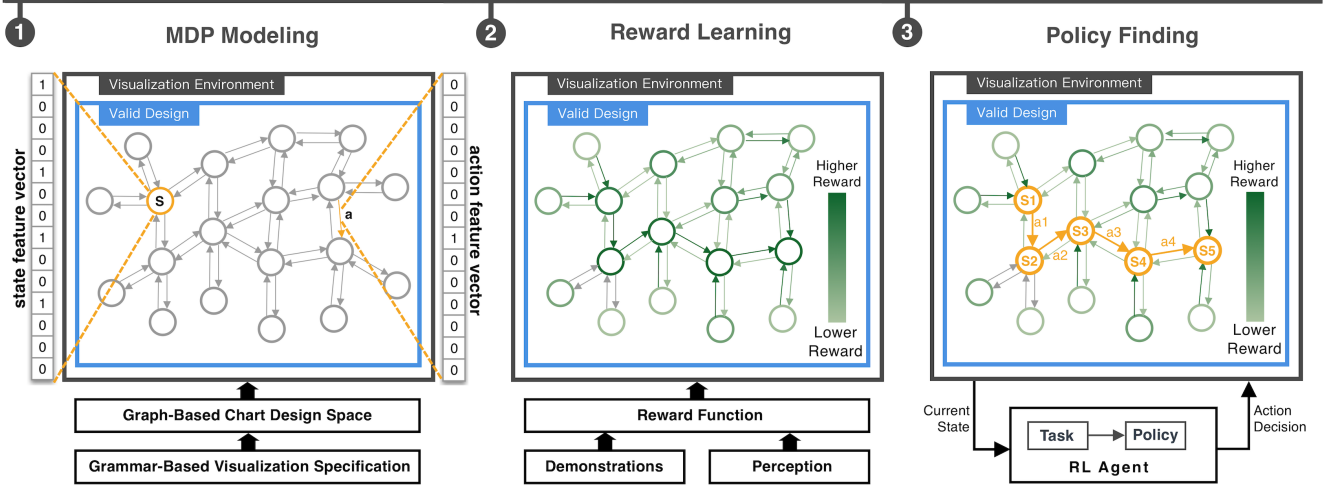 1
MDP Modeling
state feature vector
1
0
0
0
1
0
0
1
0
0
1
0
0
0
Visualization Environment
Valid Design
S
a
0
0
0
0
0
0
0
1
0
0
0
0
0
0
action feature vector
Graph-Based Chart Design Space
Grammar-Based Visualization Specification
2
Reward Learning
Visualization Environment
Valid Design
Higher
Reward
Lower
Reward
Reward Function
Demonstrations
Perception
3
Policy Finding
Visualization Environment
Valid Design
S1
a1
S2
a2
S3
a3
S4
a4
S5
Higher
Reward
Lower
Reward
Current
State
Task
Policy
RL Agent
Action
Decision